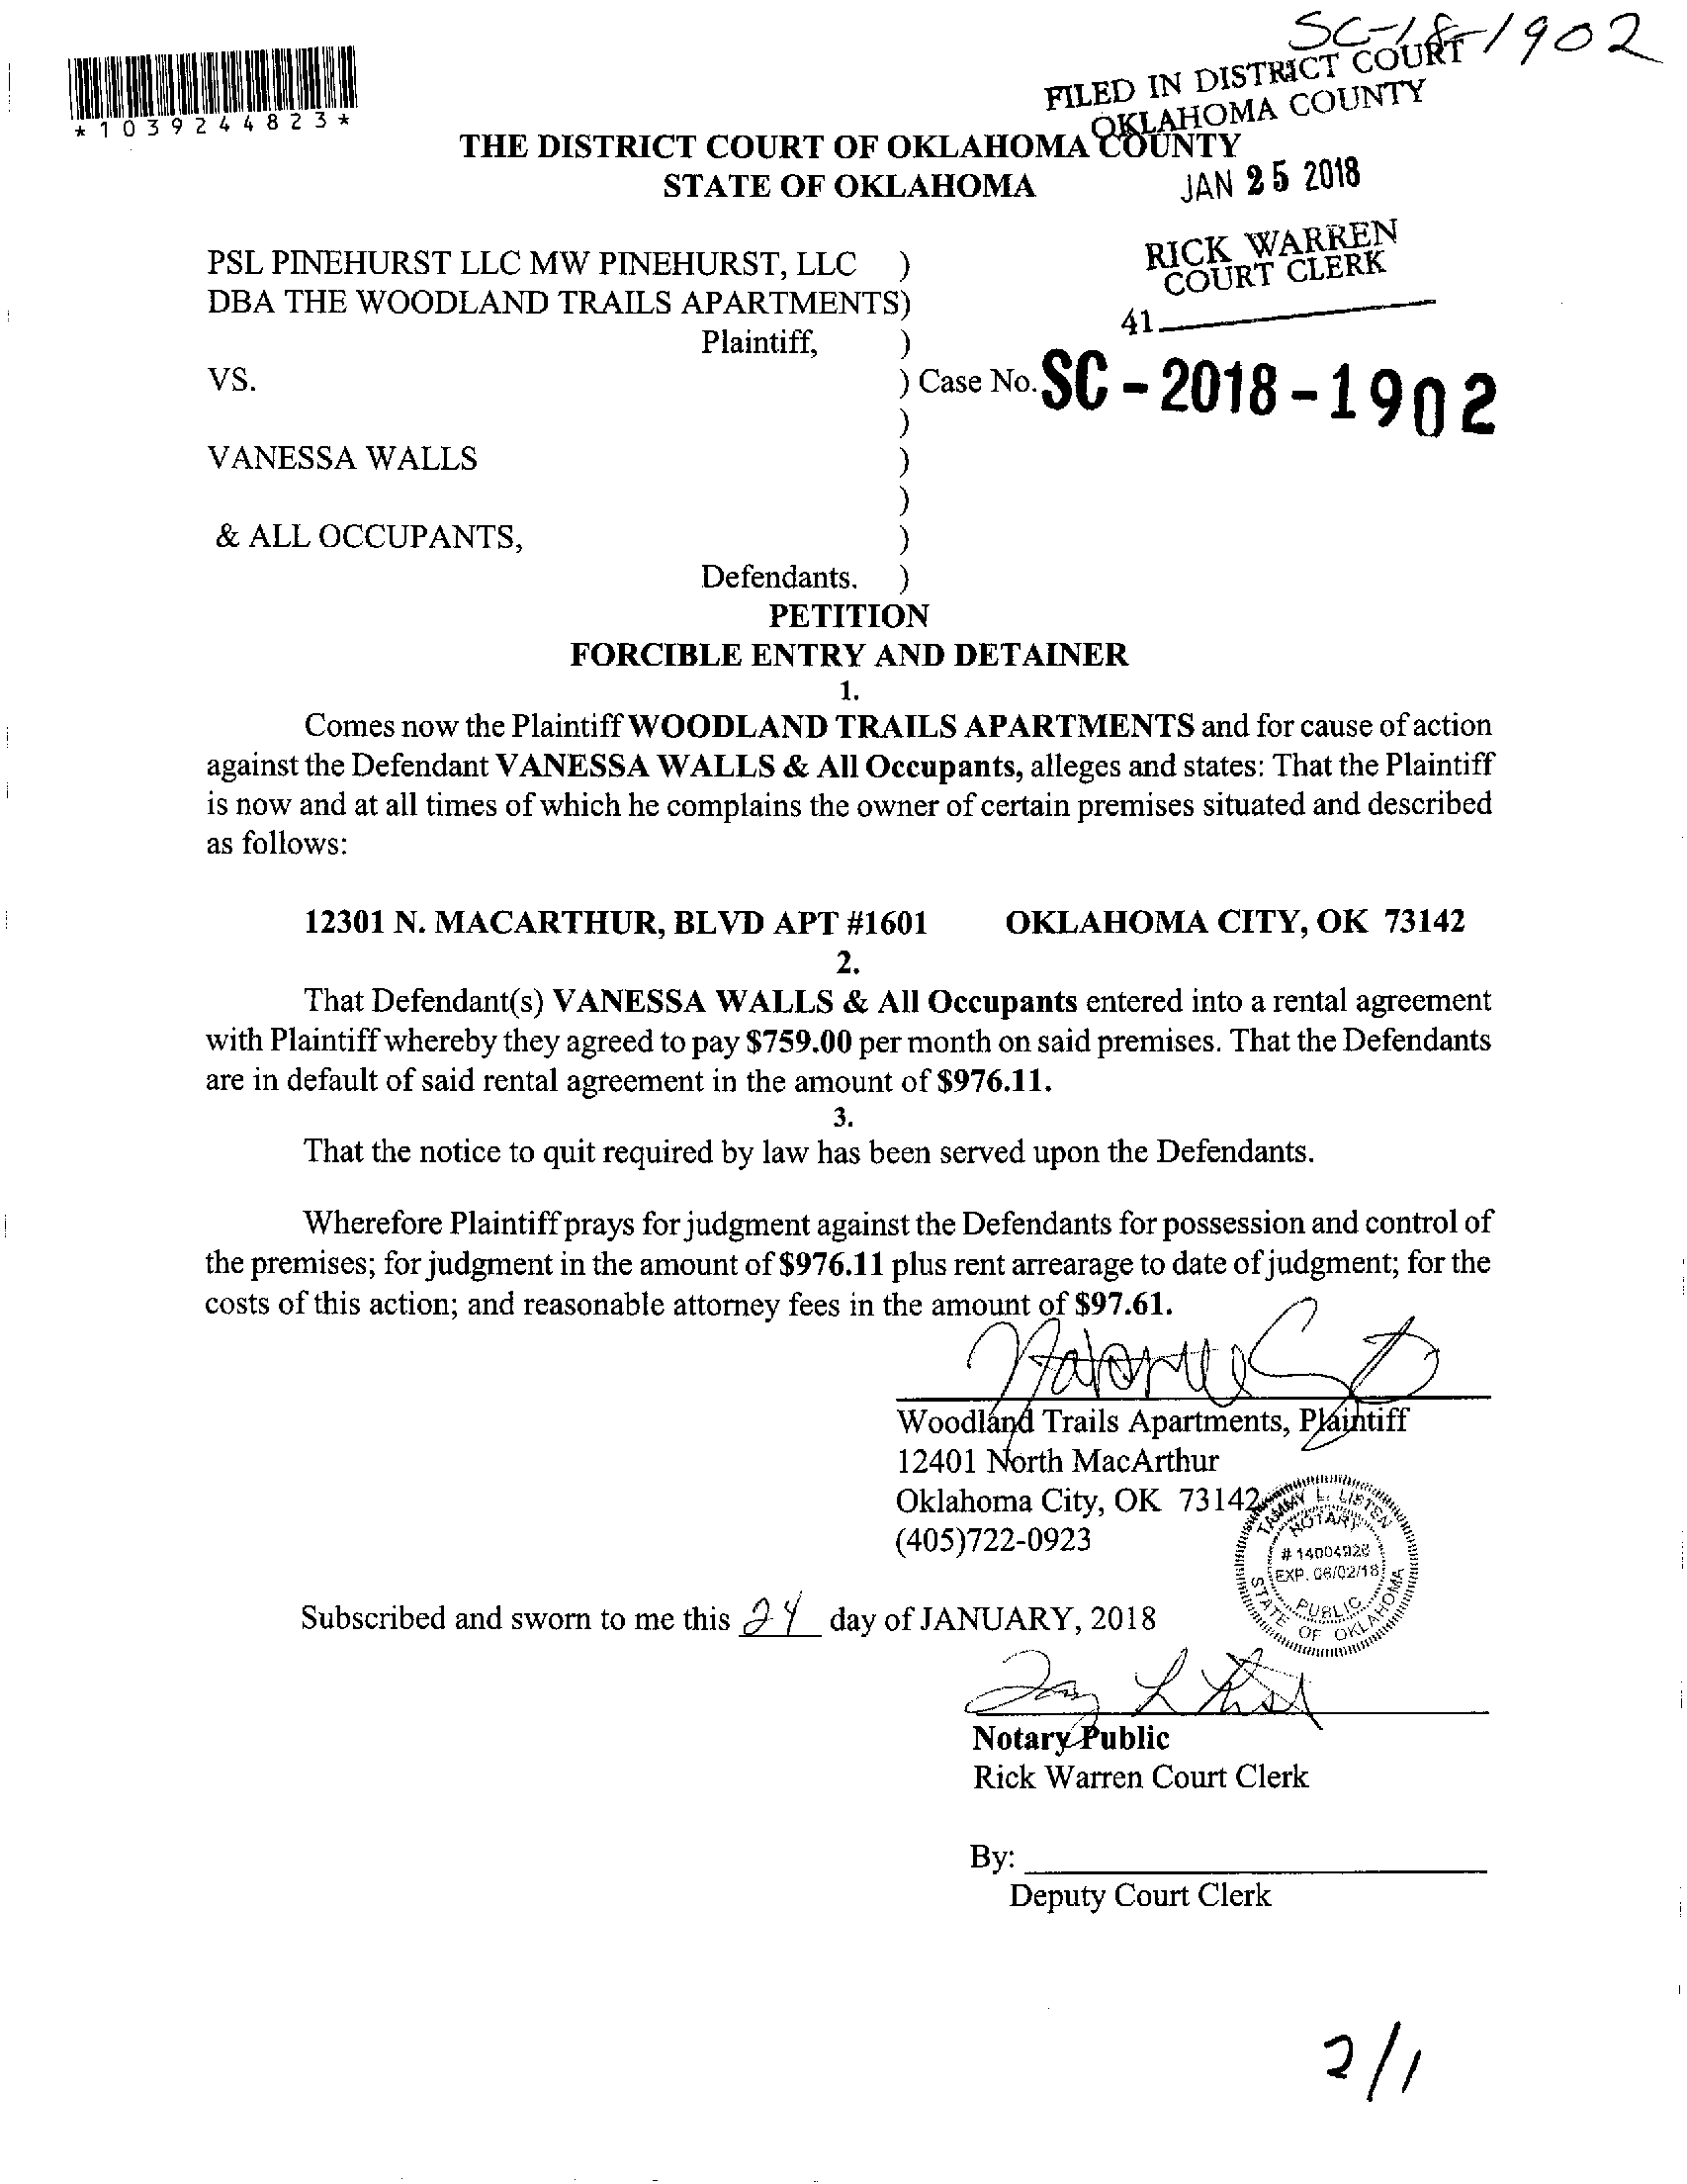 SC-18-1902
*1039244823*
FILED IN DISTRICT COURT
OKLAHOMA COUNTY
THE DISTRICT COURT OF OKLAHOMA COUNTY
STATE OF OKLAHOMA
JAN 25 2018
RICK WARREN
COURT CLERK
41
PSL PINEHURST LLC MW PINEHURST, LLC )
DBA THE WOODLAND TRAILS APARTMENTS)
Plaintiff, )
VS. ) Case No. SC-2018-1902
)
VANESSA WALLS )
)
& ALL OCCUPANTS, )
Defendants. )
PETITION
FORCIBLE ENTRY AND DETAINER
1.
Comes now the Plaintiff WOODLAND TRAILS APARTMENTS and for cause of action
against the Defendant VANESSA WALLS & All Occupants, alleges and states: That the Plaintiff
is now and at all times of which he complains the owner of certain premises situated and described
as follows:
12301 N. MACARTHUR, BLVD APT #1601 OKLAHOMA CITY, OK 73142
2.
That Defendant(s) VANESSA WALLS & All Occupants entered into a rental agreement
with Plaintiff whereby they agreed to pay $759.00 per month on said premises. That the Defendants
are in default of said rental agreement in the amount of $976.11.
3.
That the notice to quit required by law has been served upon the Defendants.
Wherefore Plaintiff prays for judgment against the Defendants for possession and control of
the premises; for judgment in the amount of $976.11 plus rent arrearage to date of judgment; for the
costs of this action; and reasonable attorney fees in the amount of $97.61.
Woodland Trails Apartments, Plaintiff
12401 North MacArthur
Oklahoma City, OK 73142
(405)722-0923
TAMMY L. LISTEN
NOTARY
# 14004926
EXP. 06/02/18
PUBLIC
STATE OF OKLAHOMA
Subscribed and sworn to me this 24 day of JANUARY, 2018
Notary Public
Rick Warren Court Clerk
By:
Deputy Court Clerk
2/1